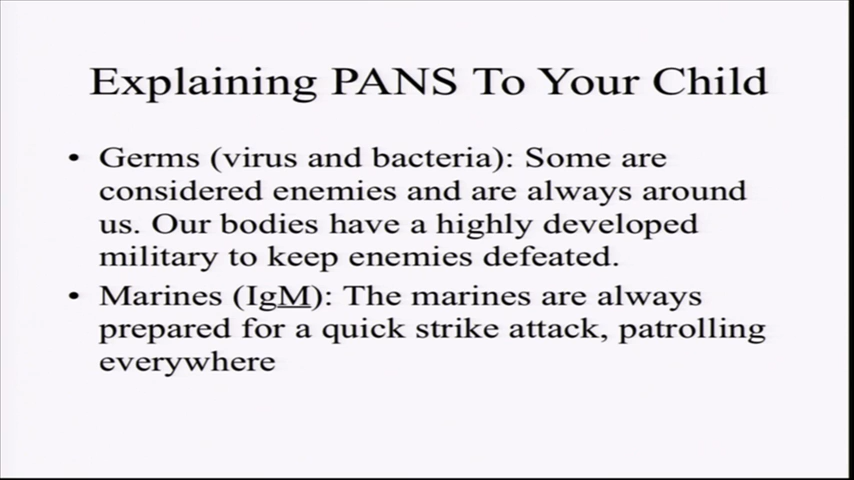 Explaining PANS To Your Child
• Germs (virus and bacteria): Some are
considered enemies and are always around
us. Our bodies have a highly developed
military to keep enemies defeated.
• Marines (IgM): The marines are always
prepared for a quick strike attack, patrolling
everywhere